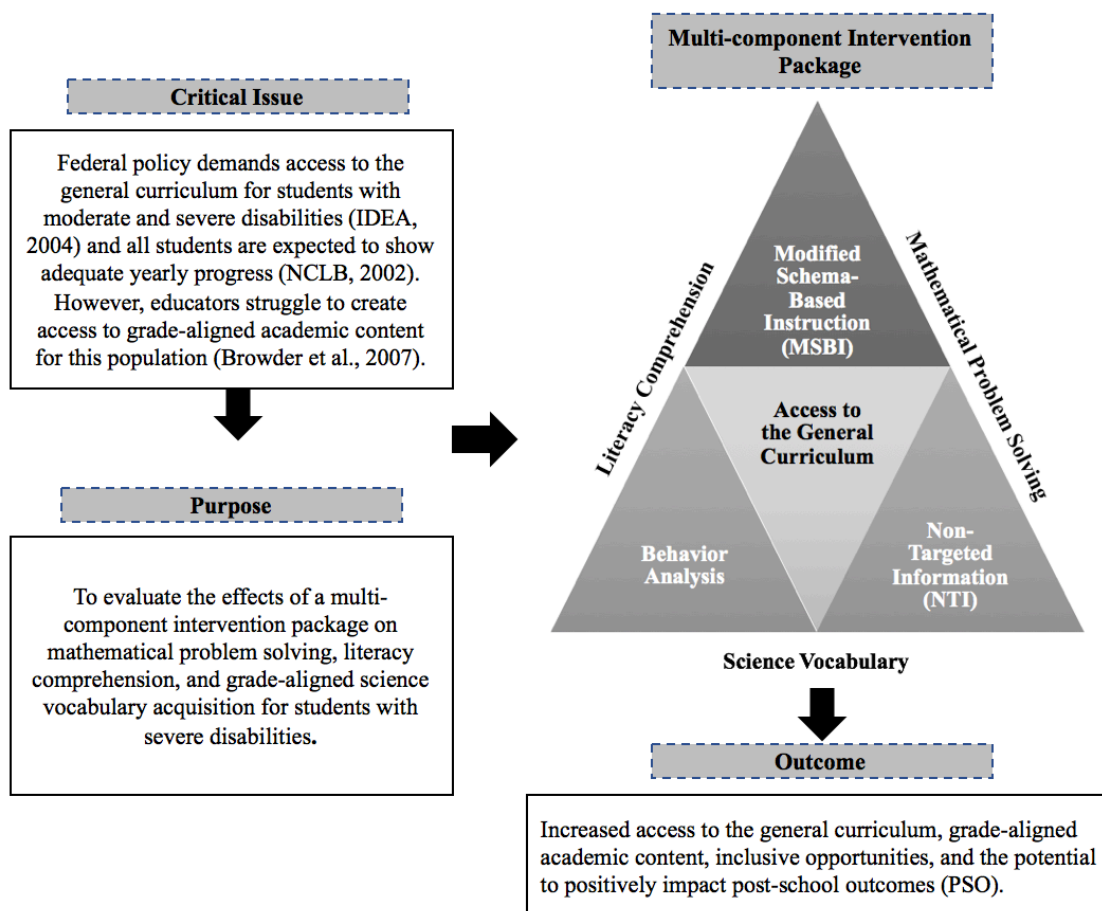 Critical Issue
Federal policy demands access to the
general curriculum for students with
moderate and severe disabilities (IDEA,
2004) and all students are expected to show
adequate yearly progress (NCLB, 2002).
However, educators struggle to create
access to grade-aligned academic content
for this population (Browder et al., 2007).
Purpose
To evaluate the effects of a multi-
component intervention package on
mathematical problem solving, literacy
comprehension, and grade-aligned science
vocabulary acquisition for students with
severe disabilities.
Multi-component Intervention
Package
Literacy Comprehension
Mathematical Problem Solving
Modified
Schema-
Based
Instruction
(MSBI)
Access to
the General
Curriculum
Behavior
Analysis
Non-
Targeted
Information
(NTI)
Science Vocabulary
Outcome
Increased access to the general curriculum, grade-aligned
academic content, inclusive opportunities, and the potential
to positively impact post-school outcomes (PSO).